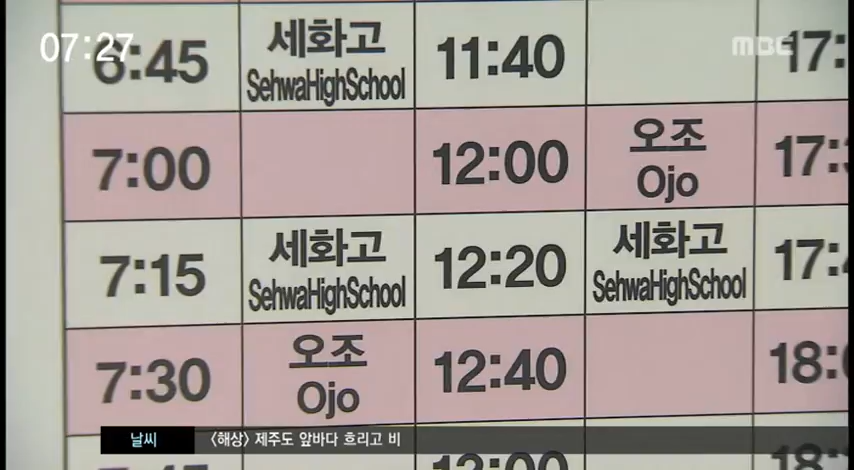 07:27
MBC
6:45
세화고
SehwaHighSchool
11:40
7:00
12:00
오조
Ojo
7:15
세화고
SehwaHighSchool
12:20
세화고
SehwaHighSchool
7:30
오조
Ojo
12:40
날씨
〈해상〉 제주도 앞바다 흐리고 비